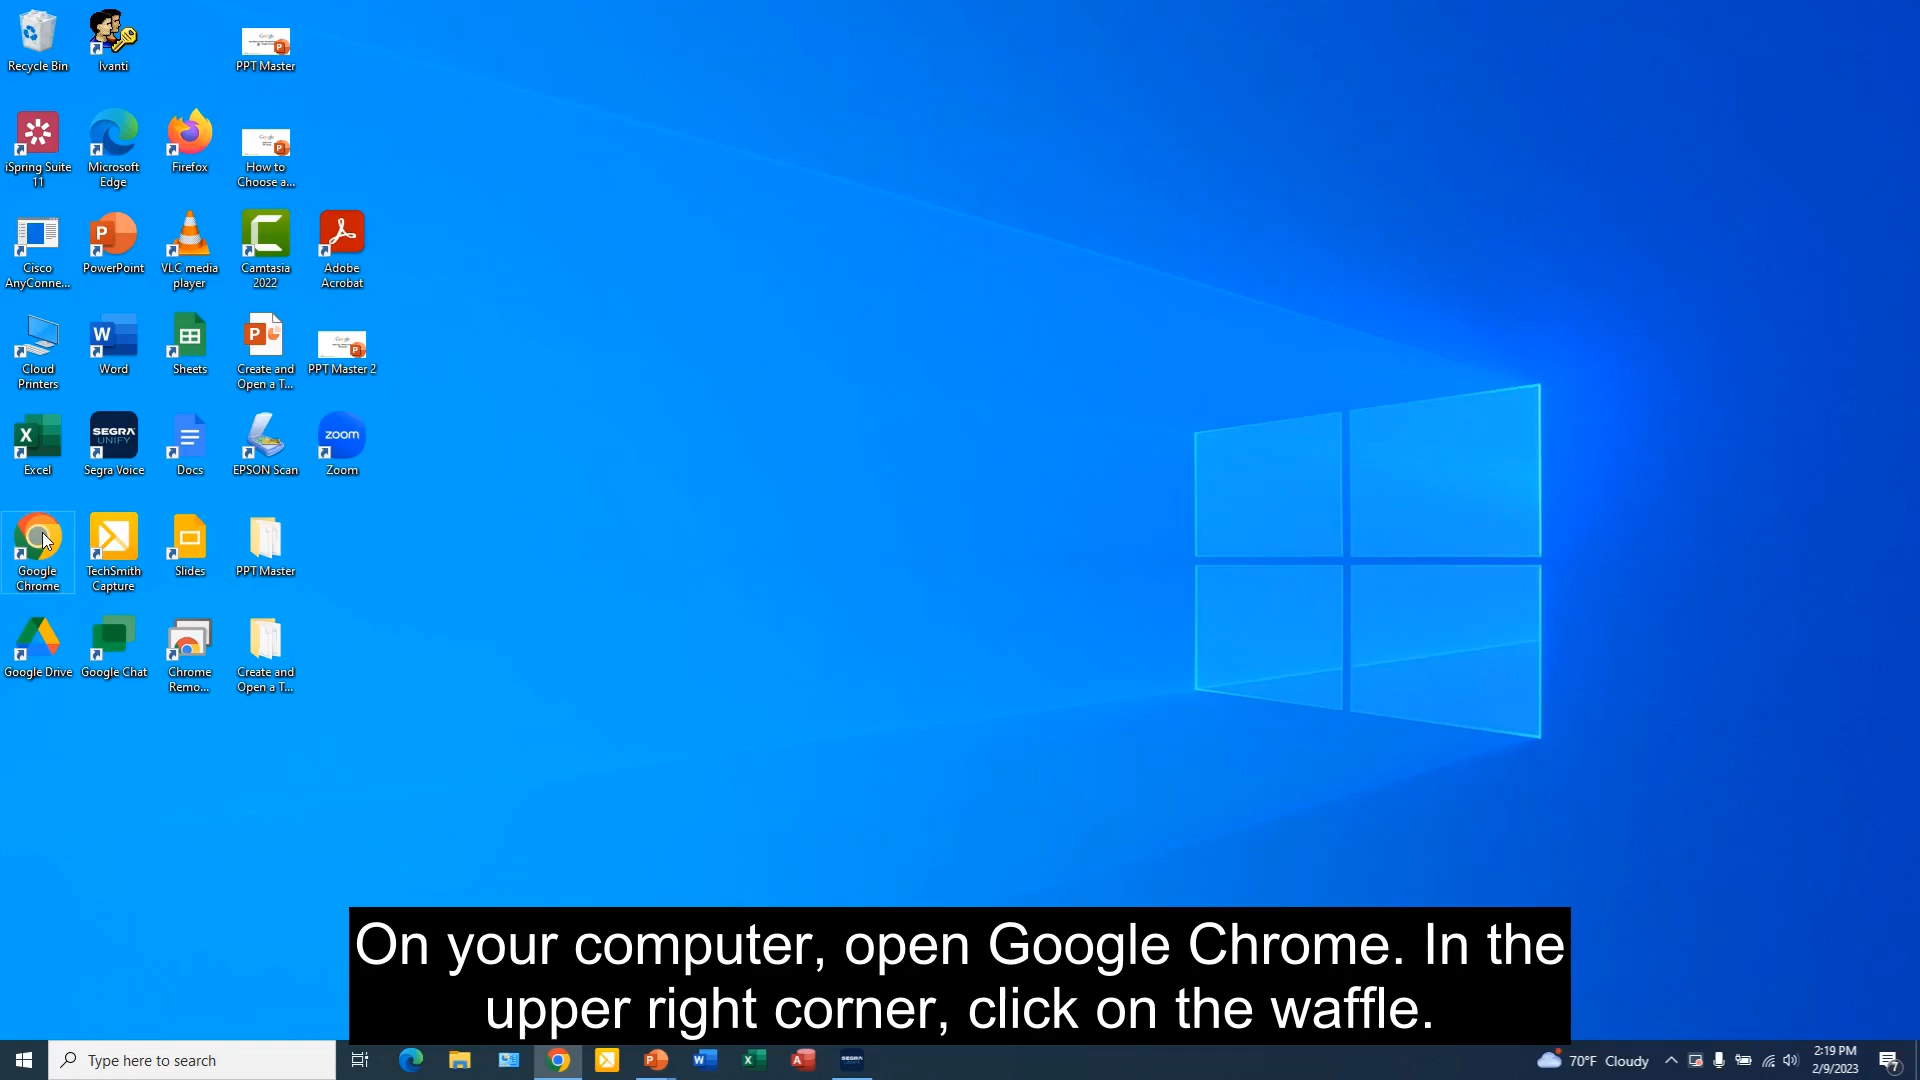 Recycle Bin
Ivanti
PPT Master
iSpring Suite
11
Microsoft
Edge
Firefox
How to
Choose a...
Cisco
AnyConne...
PowerPoint
VLC media
player
Camtasia
2022
Adobe
Acrobat
Cloud
Printers
Word
Sheets
Create and
Open a T...
PPT Master 2
Excel
SEGRA
UNIFY
Segra Voice
Docs
EPSON Scan
zoom
Zoom
Google
Chrome
TechSmith
Capture
Slides
PPT Master
Google Drive
Google Chat
Chrome
Remo...
Create and
Open a T...
On your computer, open Google Chrome. In the
upper right corner, click on the waffle.
Type here to search
70°F Cloudy
2:19 PM
2/9/2023
7